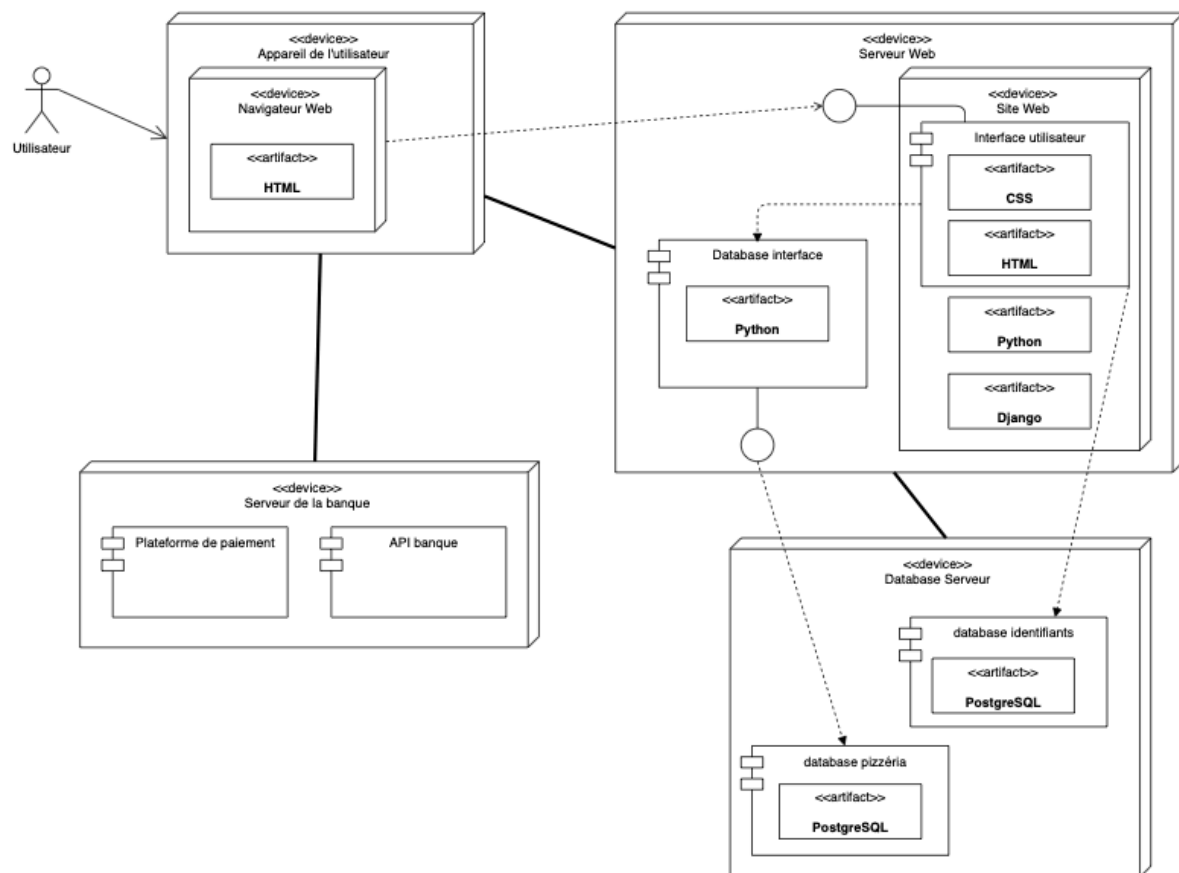 Utilisateur
<<device>>
Appareil de l'utilisateur
<<device>>
Navigateur Web
<<artifact>>
HTML
<<device>>
Serveur Web
<<device>>
Site Web
Interface utilisateur
<<artifact>>
CSS
<<artifact>>
HTML
<<artifact>>
Python
<<artifact>>
Django
Database interface
<<artifact>>
Python
<<device>>
Serveur de la banque
Plateforme de paiement
API banque
<<device>>
Database Serveur
database identifiants
<<artifact>>
PostgreSQL
database pizzéria
<<artifact>>
PostgreSQL